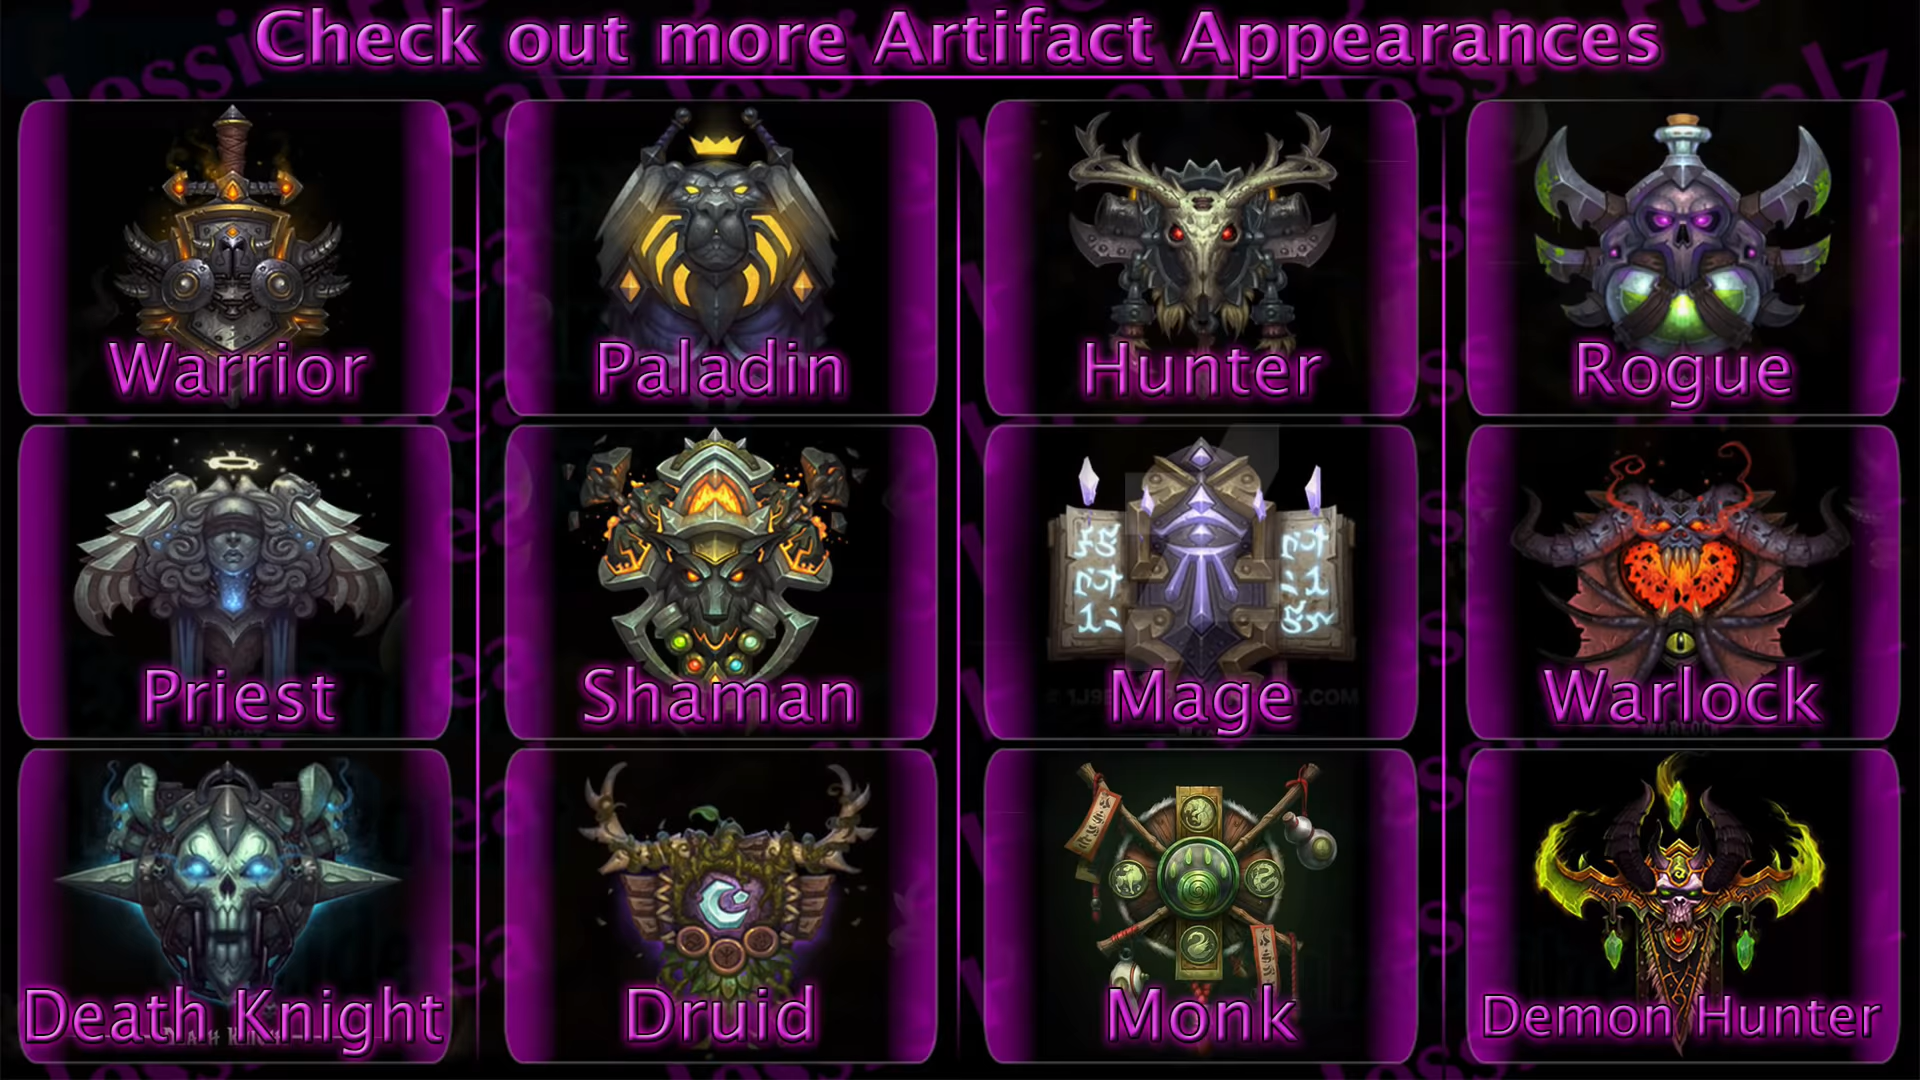 Check out more Artifact Appearances
Warrior
Paladin
Hunter
Rogue
Priest
Shaman
Mage
Warlock
Death Knight
Druid
Monk
Demon Hunter